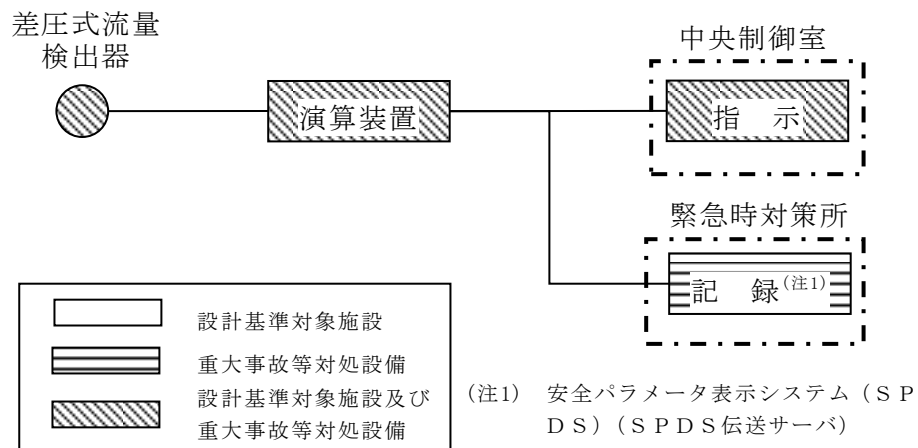 差圧式流量
検出器
演算装置
中央制御室
指　示
緊急時対策所
記　録(注1)
設計基準対象施設
重大事故等対処設備
設計基準対象施設及び
重大事故等対処設備
(注1)　安全パラメータ表示システム（ＳＰ
ＤＳ）（ＳＰＤＳ伝送サーバ）